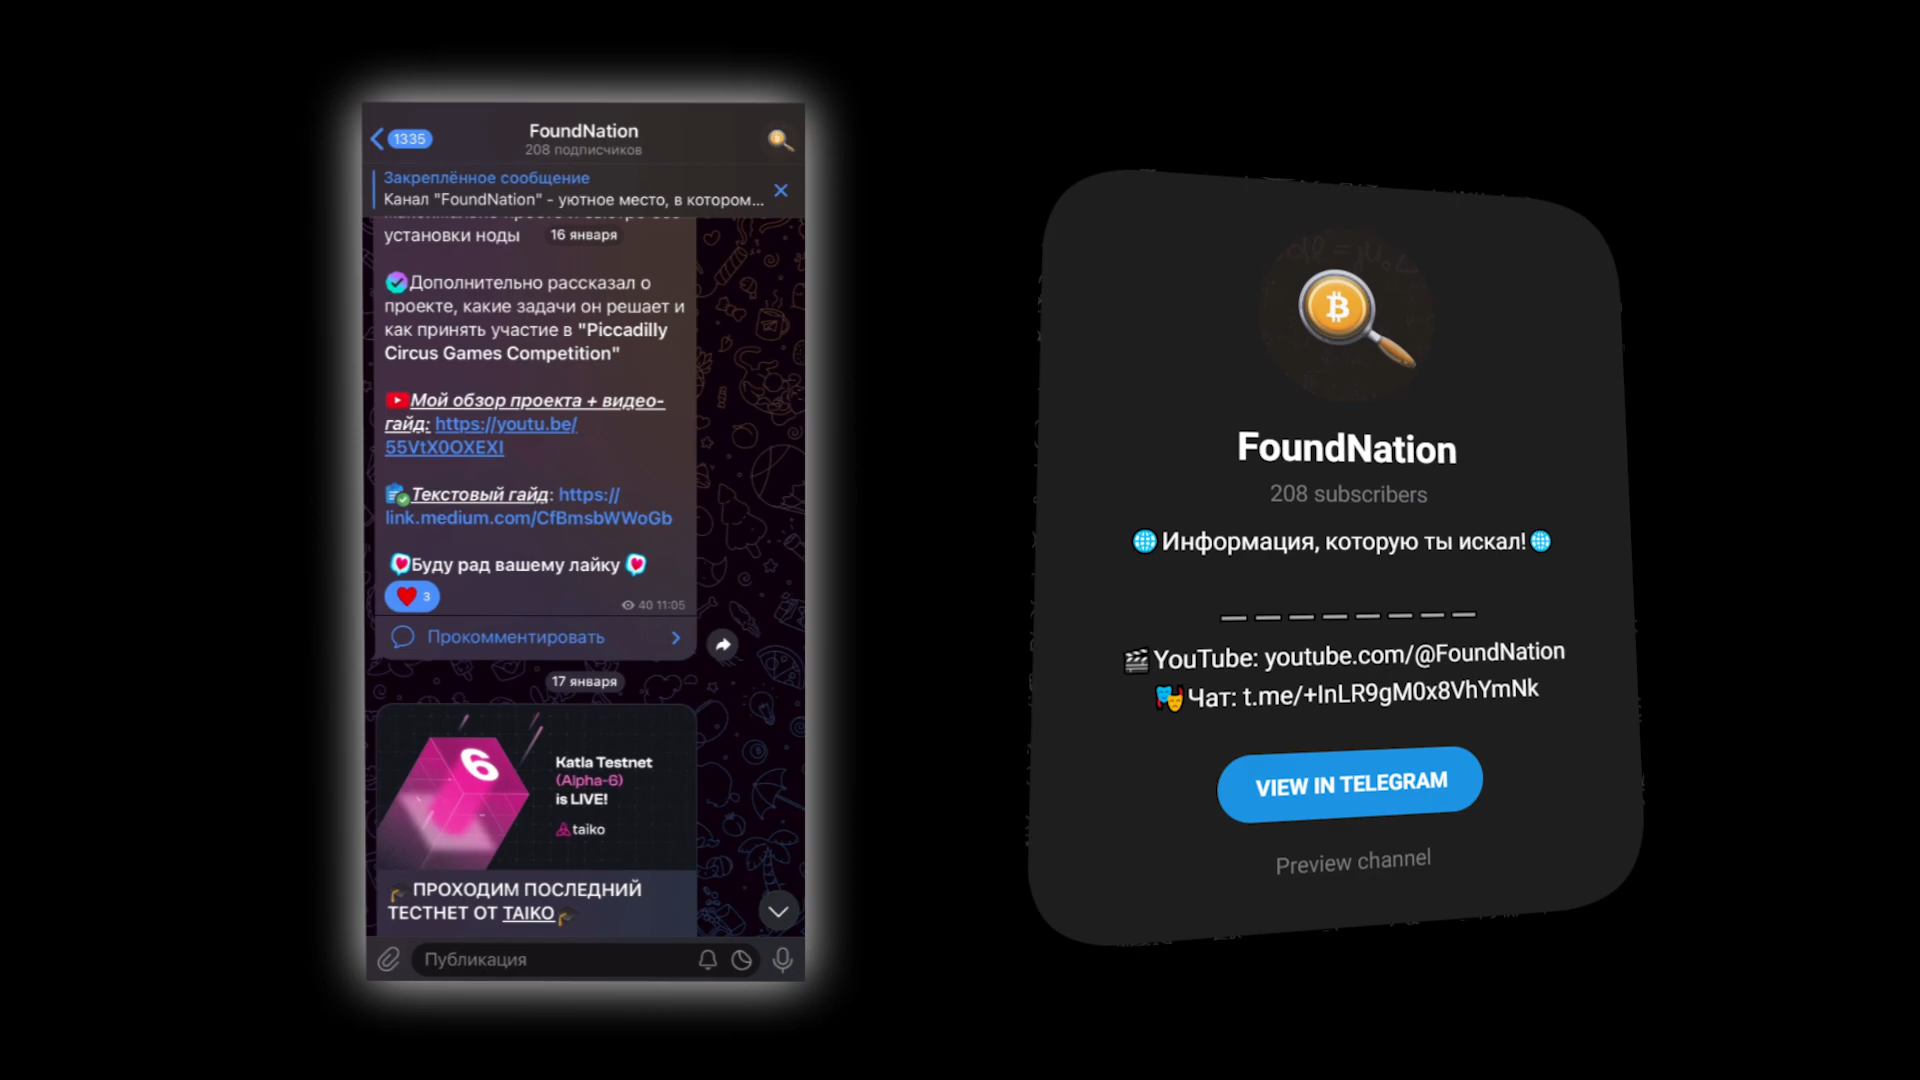 1335
FoundNation
208 подписчиков
Закреплённое сообщение
Канал "FoundNation" - уютное место, в котором...
установки ноды
16 января
Дополнительно рассказал о
проекте, какие задачи он решает и
как принять участие в "Piccadilly
Circus Games Competition"
Мой обзор проекта + видео-
гайд: https://youtu.be/
55VtX0OXEXI
Текстовый гайд: https://
link.medium.com/CfBmsbWWoGb
Буду рад вашему лайку
3
40 11:05
Прокомментировать
17 января
6
Katla Testnet
(Alpha-6)
is LIVE!
taiko
ПРОХОДИМ ПОСЛЕДНИЙ
ТЕСТНЕТ ОТ TAIKO
Публикация
FoundNation
208 subscribers
Информация, которую ты искал!
— — — — — — — —
YouTube: youtube.com/@FoundNation
Чат: t.me/+InLR9gM0x8VhYmNk
VIEW IN TELEGRAM
Preview channel